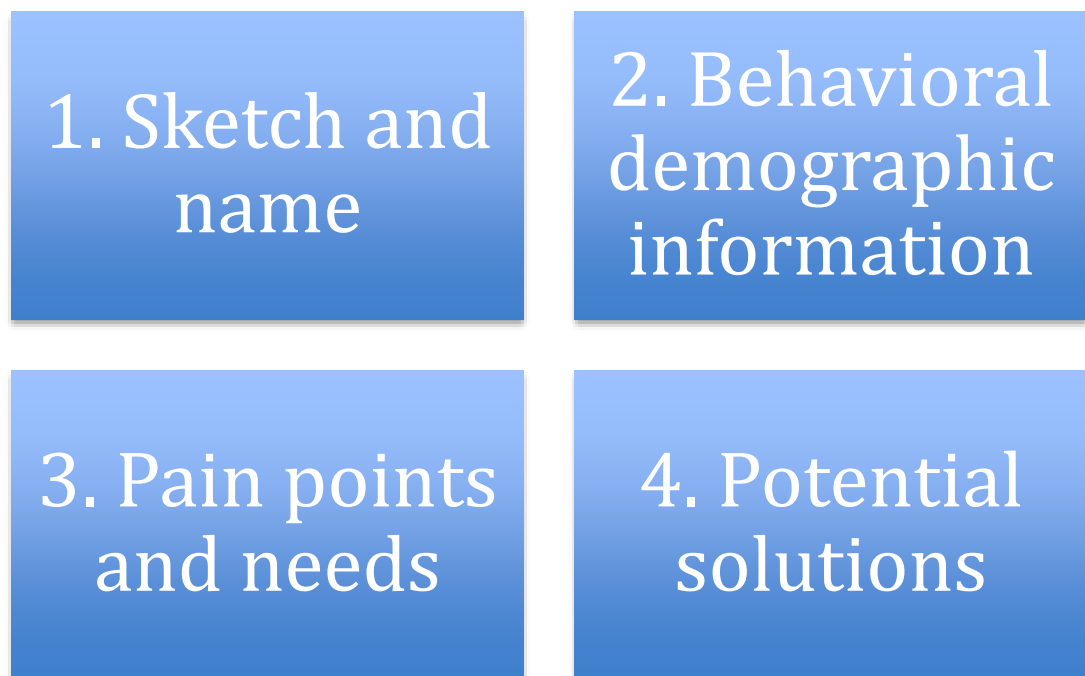 1. Sketch and
name
2. Behavioral
demographic
information
3. Pain points
and needs
4. Potential
solutions